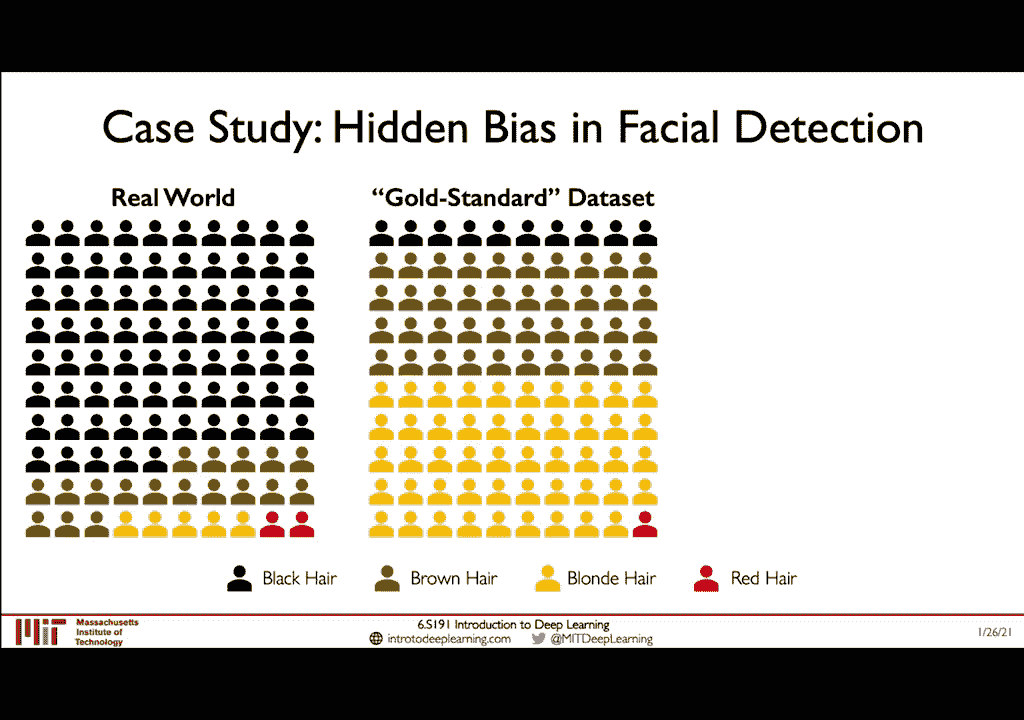 Case Study: Hidden Bias in Facial Detection
Real World
“Gold-Standard” Dataset
Black Hair
Brown Hair
Blonde Hair
Red Hair
MIT
Massachusetts
Institute of
Technology
6.S191 Introduction to Deep Learning
introtodeeplearning.com
@MITDeepLearning
1/26/21